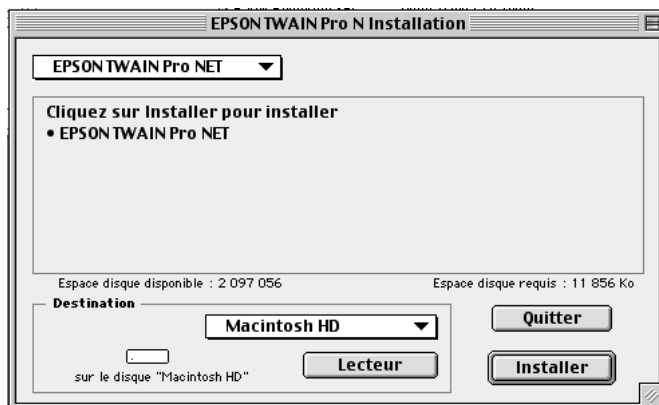 EPSON TWAIN Pro N Installation
EPSON TWAIN Pro NET
Cliquez sur Installer pour installer
• EPSON TWAIN Pro NET
Espace disque disponible : 2 097 056
Espace disque requis : 11 856 Ko
Destination
Macintosh HD
Quitter
Lecteur
sur le disque "Macintosh HD"
Installer